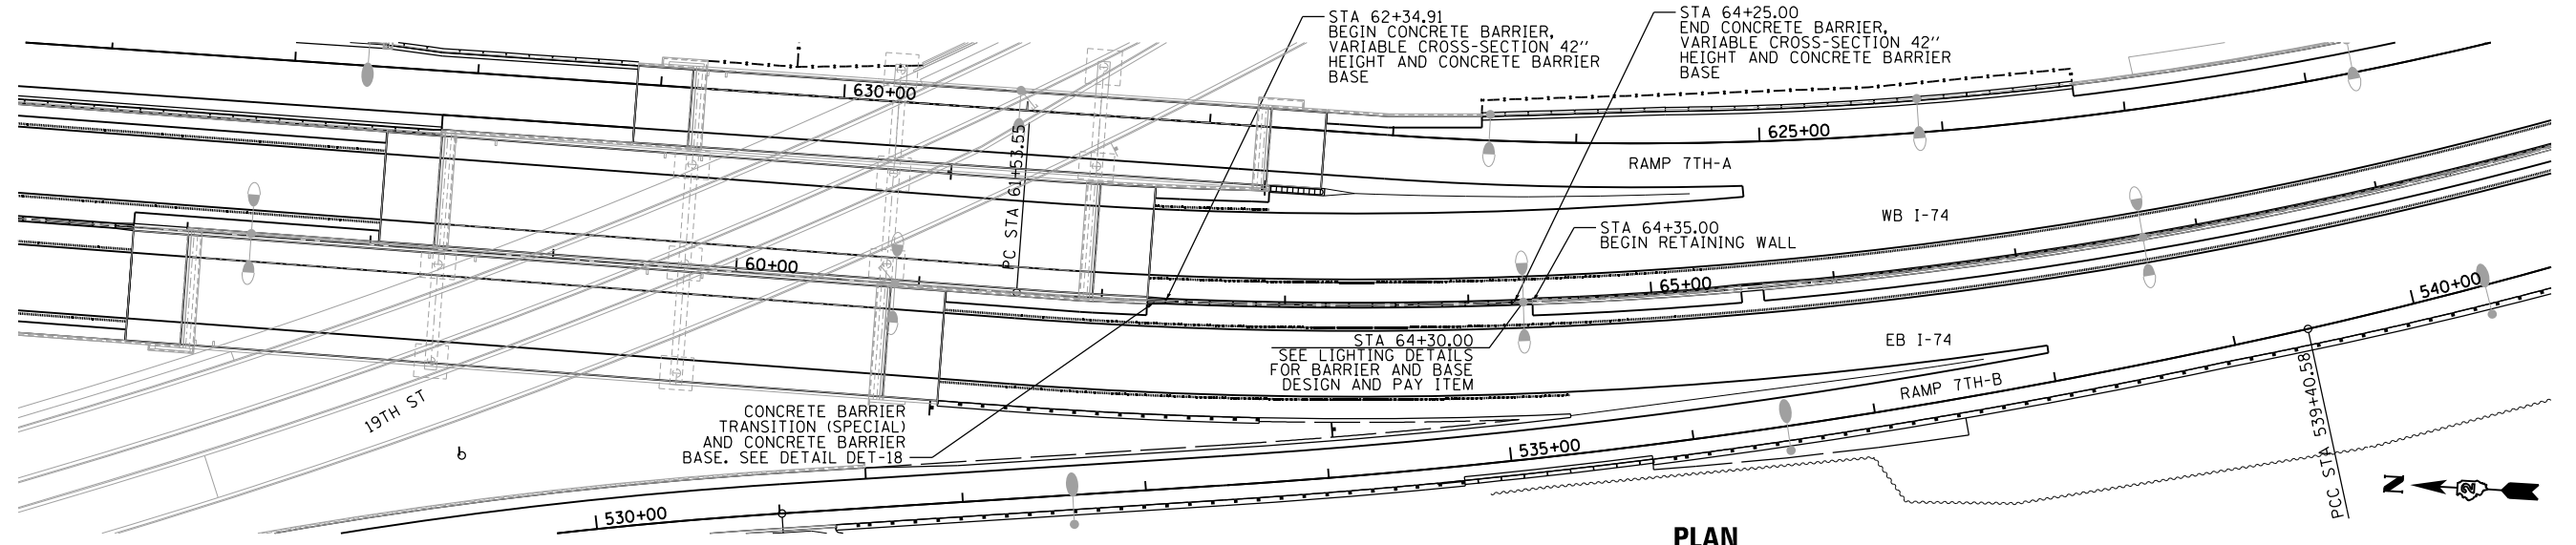 STA 62+34.91
BEGIN CONCRETE BARRIER,
VARIABLE CROSS-SECTION 42''
HEIGHT AND CONCRETE BARRIER
BASE
STA 64+25.00
END CONCRETE BARRIER,
VARIABLE CROSS-SECTION 42''
HEIGHT AND CONCRETE BARRIER
BASE
630+00
625+00
RAMP 7TH-A
PC STA 61+53.55
WB I-74
STA 64+35.00
BEGIN RETAINING WALL
60+00
65+00
540+00
STA 64+30.00
SEE LIGHTING DETAILS
FOR BARRIER AND BASE
DESIGN AND PAY ITEM
EB I-74
RAMP 7TH-B
PCC STA 539+40.58
19TH ST
CONCRETE BARRIER
TRANSITION (SPECIAL)
AND CONCRETE BARRIER
BASE. SEE DETAIL DET-18
535+00
530+00
N
PLAN